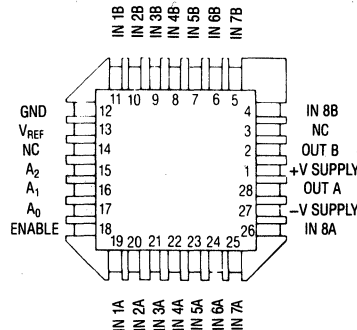 IN 1B IN 2B IN 3B IN 4B IN 5B IN 6B IN 7B
11 10 9 8 7 6 5
GND 12 4 IN 8B
VREF 13 3 NC
NC 14 2 OUT B
A2 15 1 +V SUPPLY
A1 16 28 OUT A
A0 17 27 −V SUPPLY
ENABLE 18 26 IN 8A
19 20 21 22 23 24 25
IN 1A IN 2A IN 3A IN 4A IN 5A IN 6A IN 7A